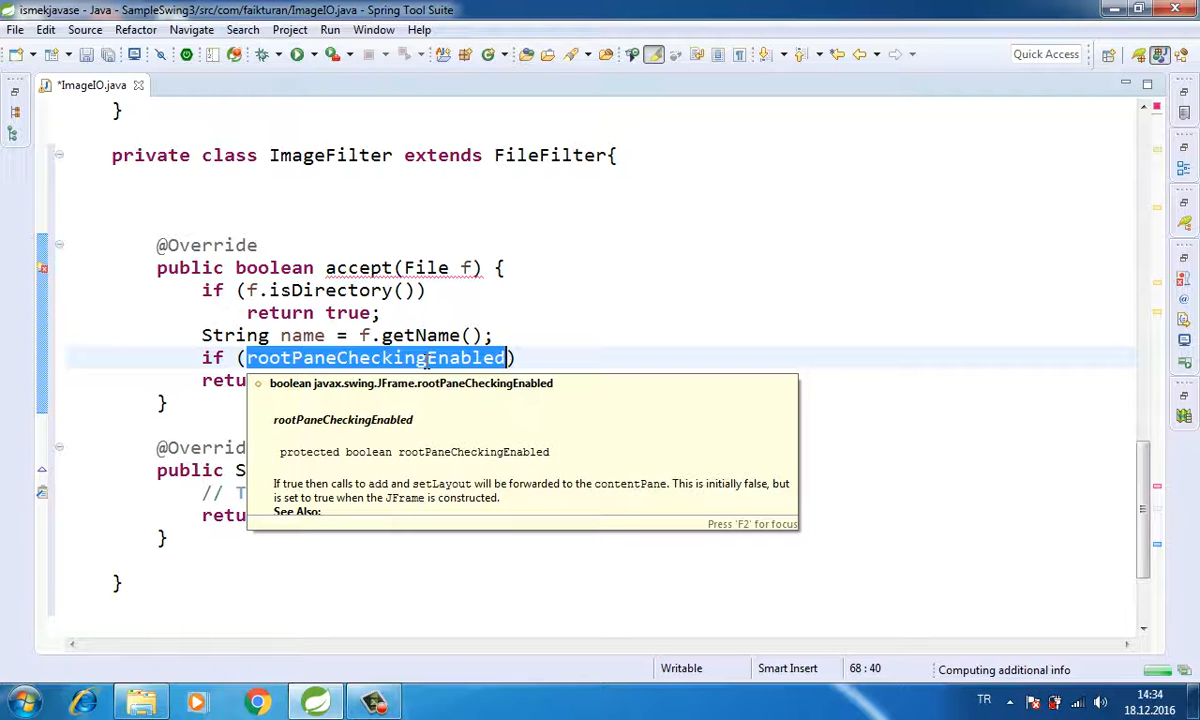 ismekjavase - Java - SampleSwing3/src/com/faikturan/ImageIO.java - Spring Tool Suite
File Edit Source Refactor Navigate Search Project Run Window Help
Quick Access
*ImageIO.java
}
private class ImageFilter extends FileFilter{
@Override
public boolean accept(File f) {
if (f.isDirectory())
return true;
String name = f.getName();
if (rootPaneCheckingEnabled)
retu
boolean javax.swing.JFrame.rootPaneCheckingEnabled
}
rootPaneCheckingEnabled
@Overrid
protected boolean rootPaneCheckingEnabled
public S
If true then calls to add and setLayout will be forwarded to the contentPane. This is initially false, but
// T
is set to true when the JFrame is constructed.
See Also:
retu
Press 'F2' for focus
}
}
Writable
Smart Insert
68 : 40
Computing additional info
TR
14:34
18.12.2016